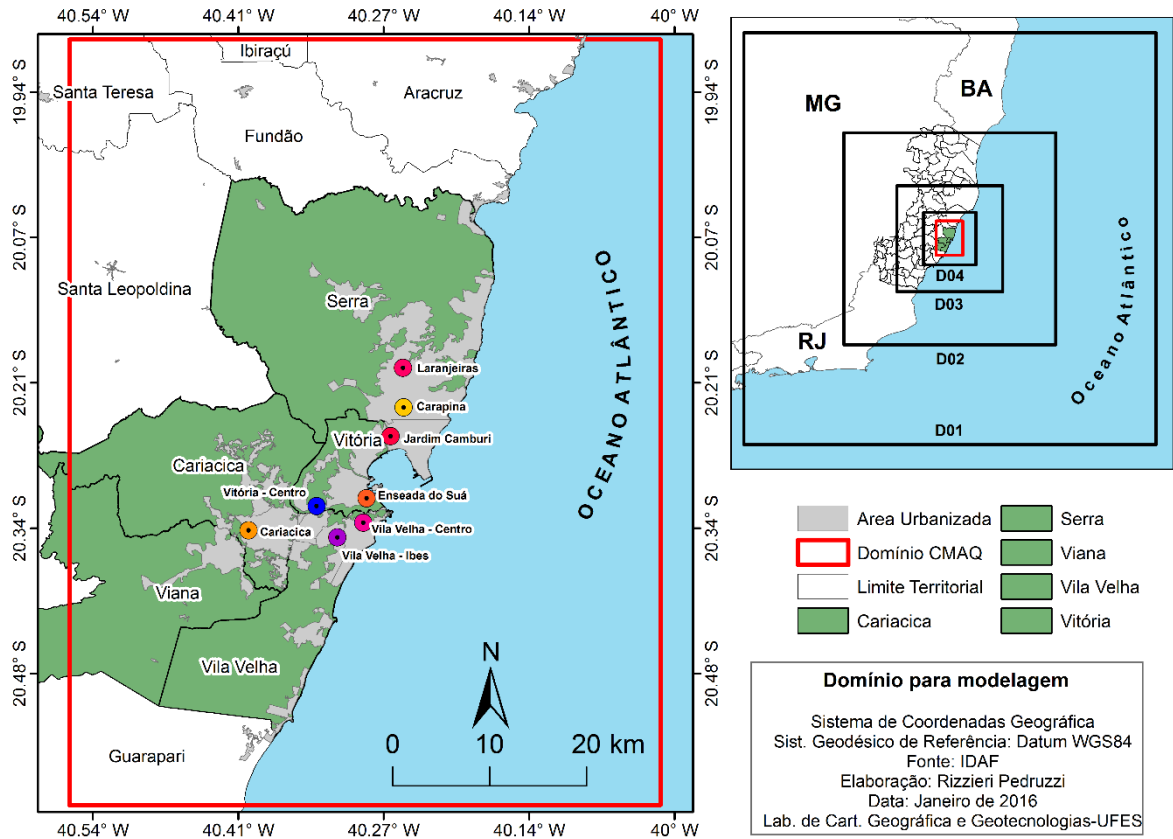 40.54° W 40.41° W 40.27° W 40.14° W 40° W
19.94° S
20.07° S
20.21° S
20.34° S
20.48° S
Ibiraçú
Santa Teresa
Aracruz
Fundão
Santa Leopoldina
Serra
OCEANO ATLÂNTICO
Laranjeiras
Carapina
Vitória
Jardim Camburi
Cariacica
Vitória - Centro
Enseada do Suá
Cariacica
Vila Velha - Centro
Vila Velha - Ibes
Viana
Vila Velha
Guarapari
N
0 10 20 km
40.54° W 40.41° W 40.27° W 40.14° W 40° W
19.94° S
20.07° S
20.21° S
20.34° S
20.48° S
MG
BA
RJ
D04
D03
D02
D01
Oceano Atlântico
Area Urbanizada
Domínio CMAQ
Limite Territorial
Cariacica
Serra
Viana
Vila Velha
Vitória
Domínio para modelagem
Sistema de Coordenadas Geográfica
Sist. Geodésico de Referência: Datum WGS84
Fonte: IDAF
Elaboração: Rizzieri Pedruzzi
Data: Janeiro de 2016
Lab. de Cart. Geográfica e Geotecnologias-UFES